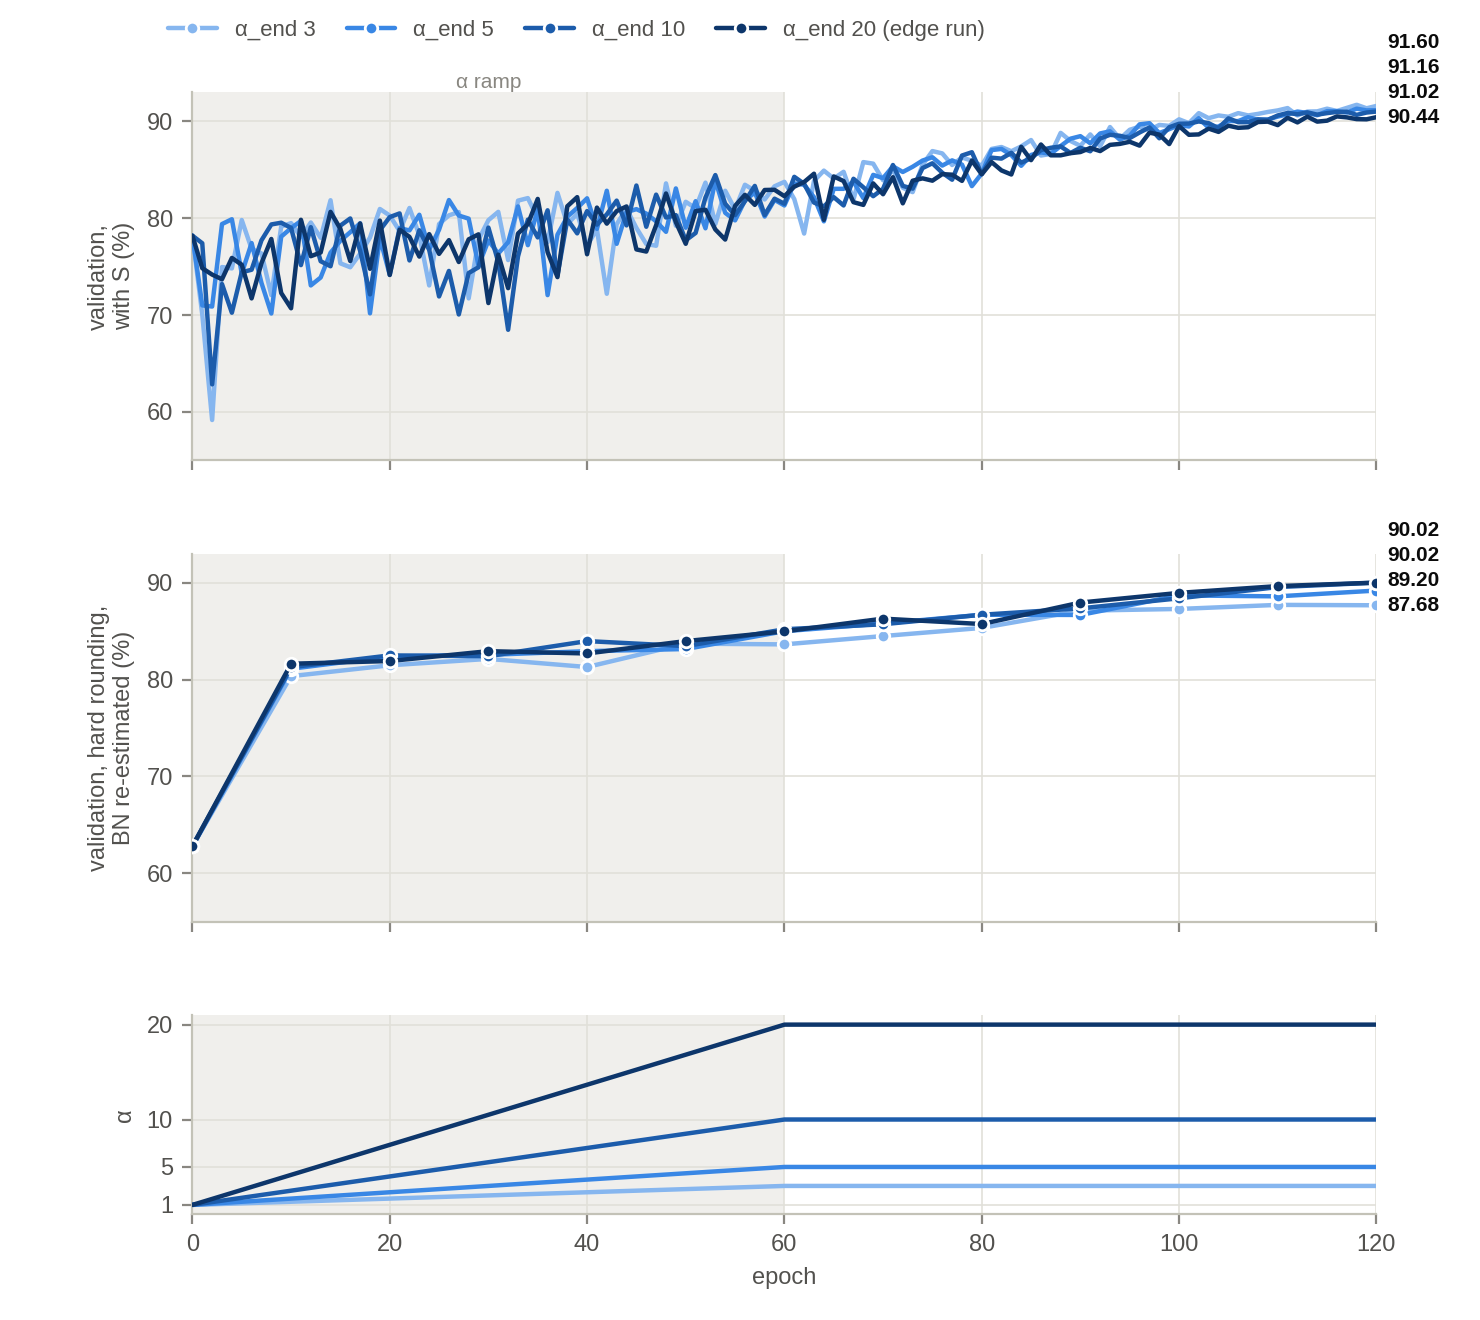 α_end 3
α_end 5
α_end 10
α_end 20 (edge run)
91.60
91.16
91.02
90.44
α ramp
90
80
70
60
validation,
with S (%)
90.02
90.02
89.20
87.68
90
80
70
60
validation, hard rounding,
BN re-estimated (%)
20
10
5
1
α
0
20
40
60
80
100
120
epoch